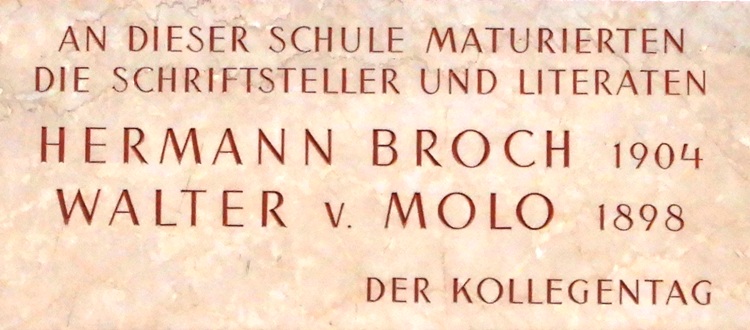 AN DIESER SCHULE MATURIERTEN
DIE SCHRIFTSTELLER UND LITERATEN
HERMANN BROCH 1904
WALTER v. MOLO 1898
DER KOLLEGENTAG